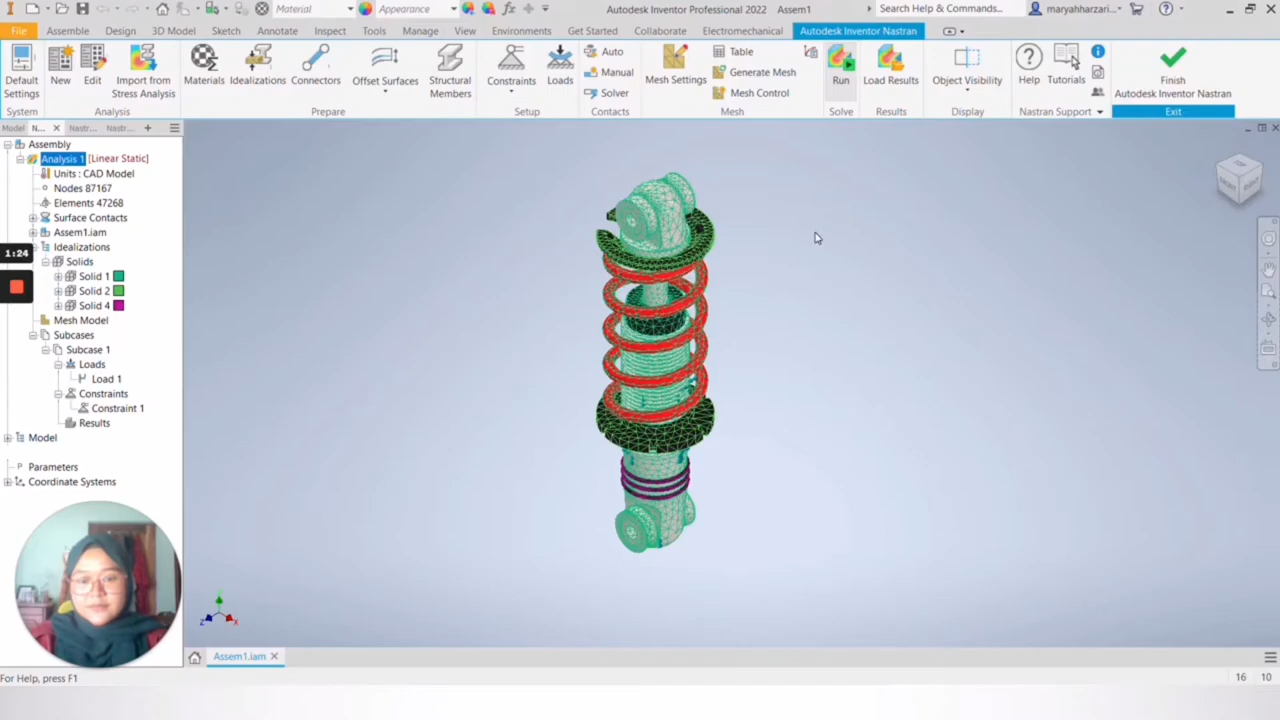 Material
Appearance
Autodesk Inventor Professional 2022 Assem1
Search Help & Commands...
maryahharzari...
File Assemble Design 3D Model Sketch Annotate Inspect Tools Manage View Environments Get Started Collaborate Electromechanical Autodesk Inventor Nastran
Default Settings
New
Edit
Import from Stress Analysis
Materials
Idealizations
Connectors
Offset Surfaces
Structural Members
Constraints
Loads
Auto
Manual
Solver
Mesh Settings
Table
Generate Mesh
Mesh Control
Run
Load Results
Object Visibility
Help
Tutorials
Finish
Autodesk Inventor Nastran
System Analysis Prepare Setup Contacts Mesh Solve Results Display Nastran Support Exit
Model N... Nastr... Nastr...
Assembly
Analysis 1 [Linear Static]
Units : CAD Model
Nodes 87167
Elements 47268
Surface Contacts
Assem1.iam
1:24
Idealizations
Solids
Solid 1
Solid 2
Solid 4
Mesh Model
Subcases
Subcase 1
Loads
Load 1
Constraints
Constraint 1
Results
Model
Parameters
Coordinate Systems
Z
X
Assem1.iam
For Help, press F1
16 10